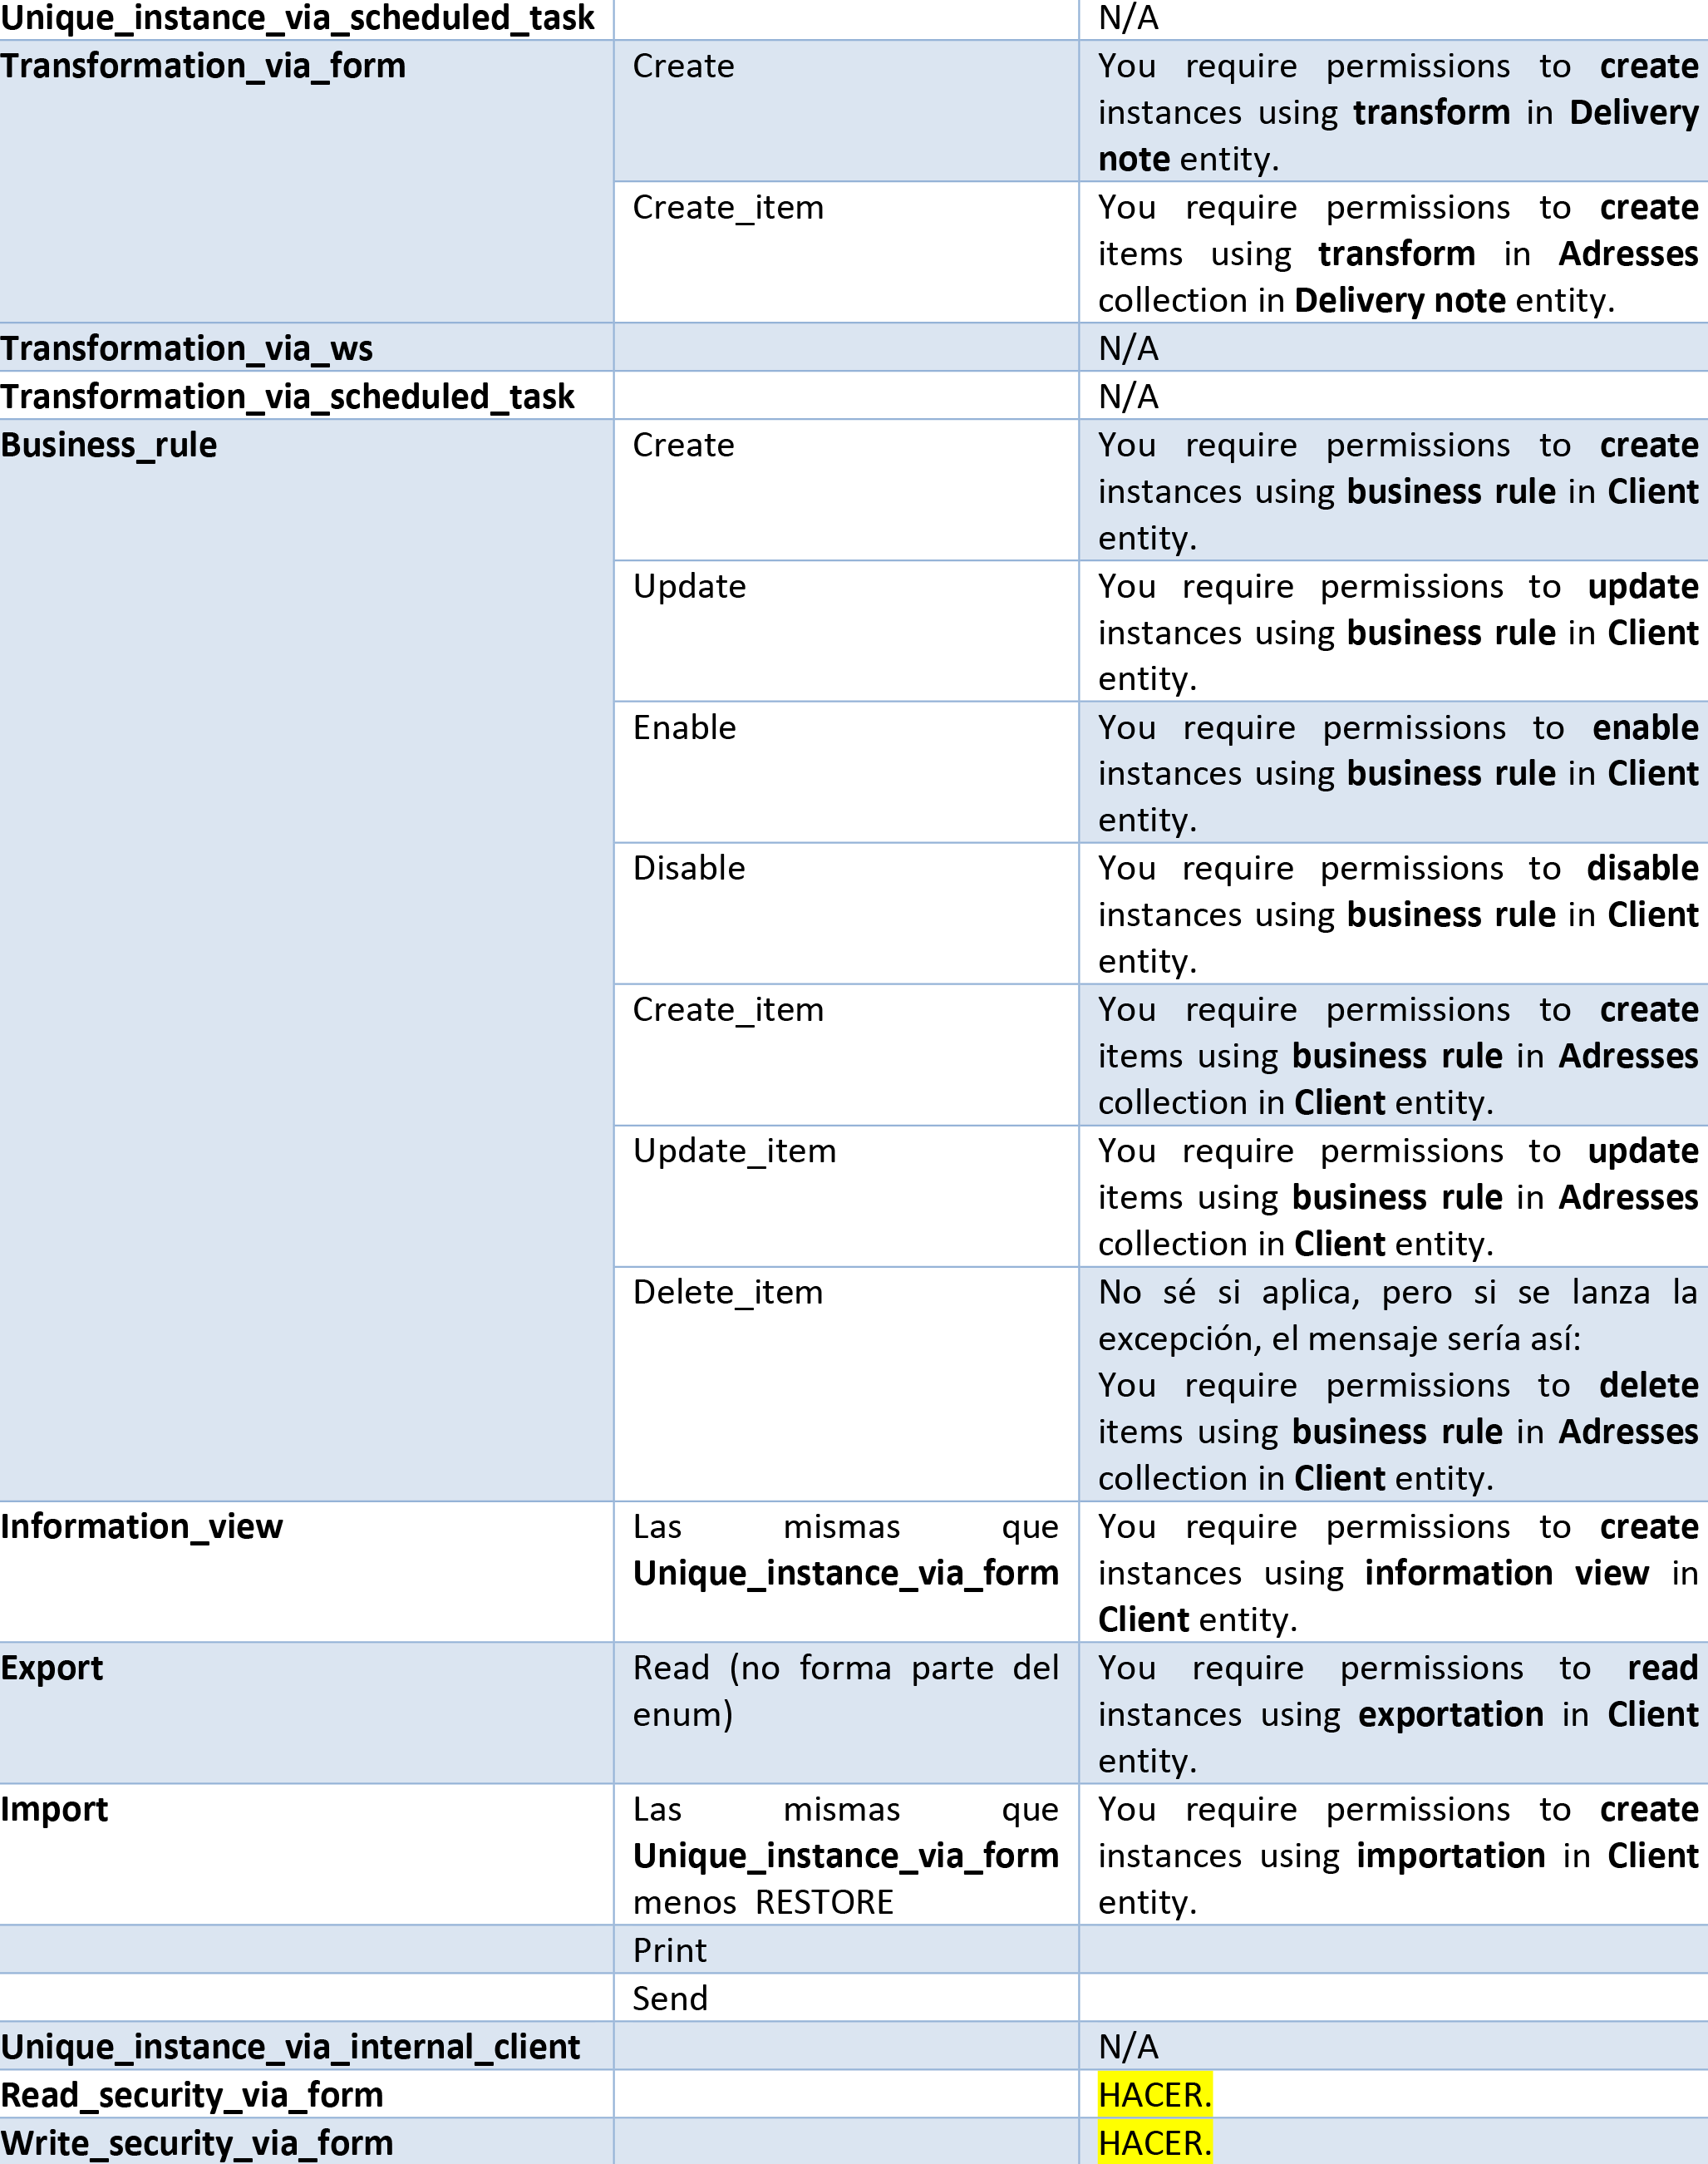 Unique_instance_via_scheduled_task N/A
Transformation_via_form Create You require permissions to create
instances using transform in Delivery
note entity.
Create_item You require permissions to create
items using transform in Adresses
collection in Delivery note entity.
Transformation_via_ws N/A
Transformation_via_scheduled_task N/A
Business_rule Create You require permissions to create
instances using business rule in Client
entity.
Update You require permissions to update
instances using business rule in Client
entity.
Enable You require permissions to enable
instances using business rule in Client
entity.
Disable You require permissions to disable
instances using business rule in Client
entity.
Create_item You require permissions to create
items using business rule in Adresses
collection in Client entity.
Update_item You require permissions to update
items using business rule in Adresses
collection in Client entity.
Delete_item No sé si aplica, pero si se lanza la
excepción, el mensaje sería así:
You require permissions to delete
items using business rule in Adresses
collection in Client entity.
Information_view Las mismas que You require permissions to create
Unique_instance_via_form instances using information view in
Client entity.
Export Read (no forma parte del You require permissions to read
enum) instances using exportation in Client
entity.
Import Las mismas que You require permissions to create
Unique_instance_via_form instances using importation in Client
menos RESTORE entity.
Print
Send
Unique_instance_via_internal_client N/A
Read_security_via_form HACER.
Write_security_via_form HACER.